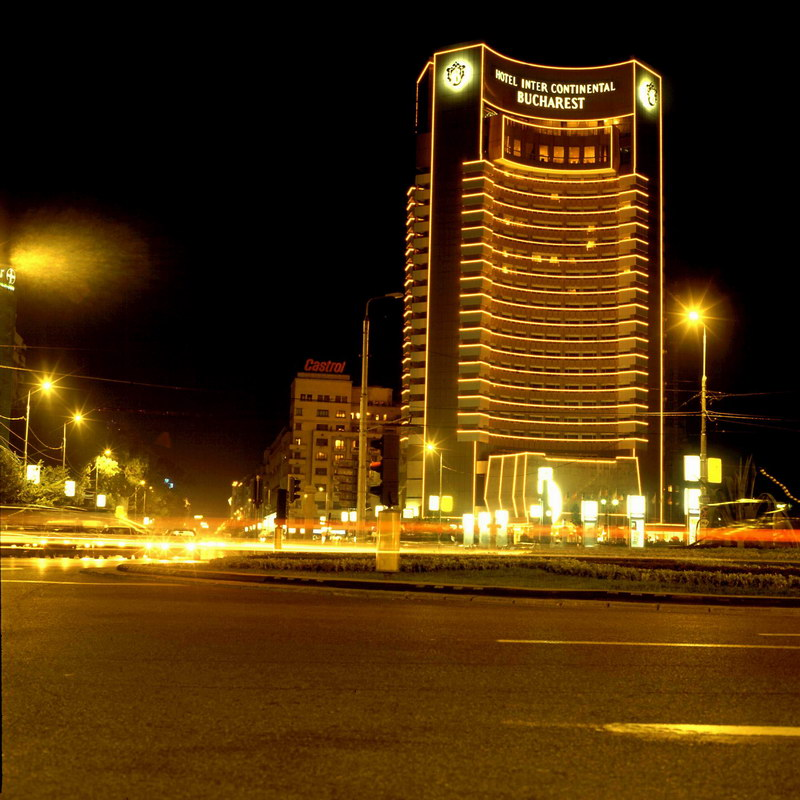 HOTEL INTER CONTINENTAL
BUCHAREST
Castrol